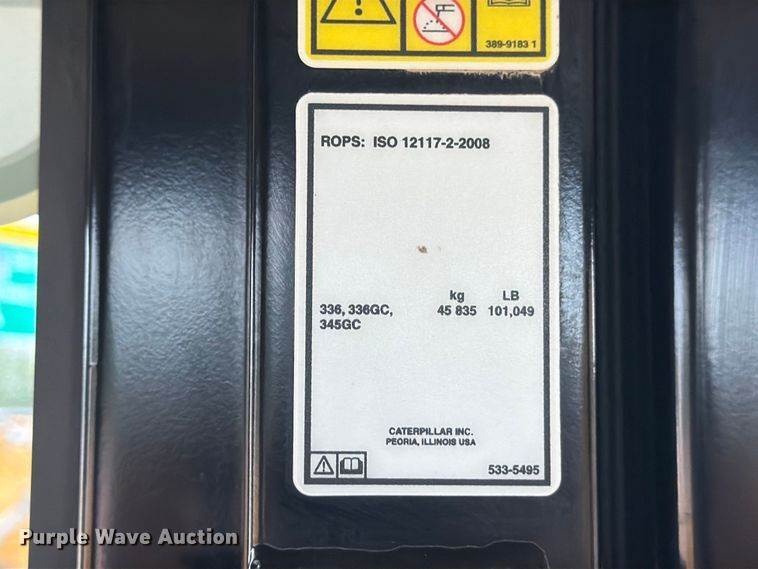 389-9183 1
ROPS: ISO 12117-2-2008
kg LB
336, 336GC, 45 835 101,049
345GC
CATERPILLAR INC.
PEORIA, ILLINOIS USA
533-5495
Purple Wave Auction